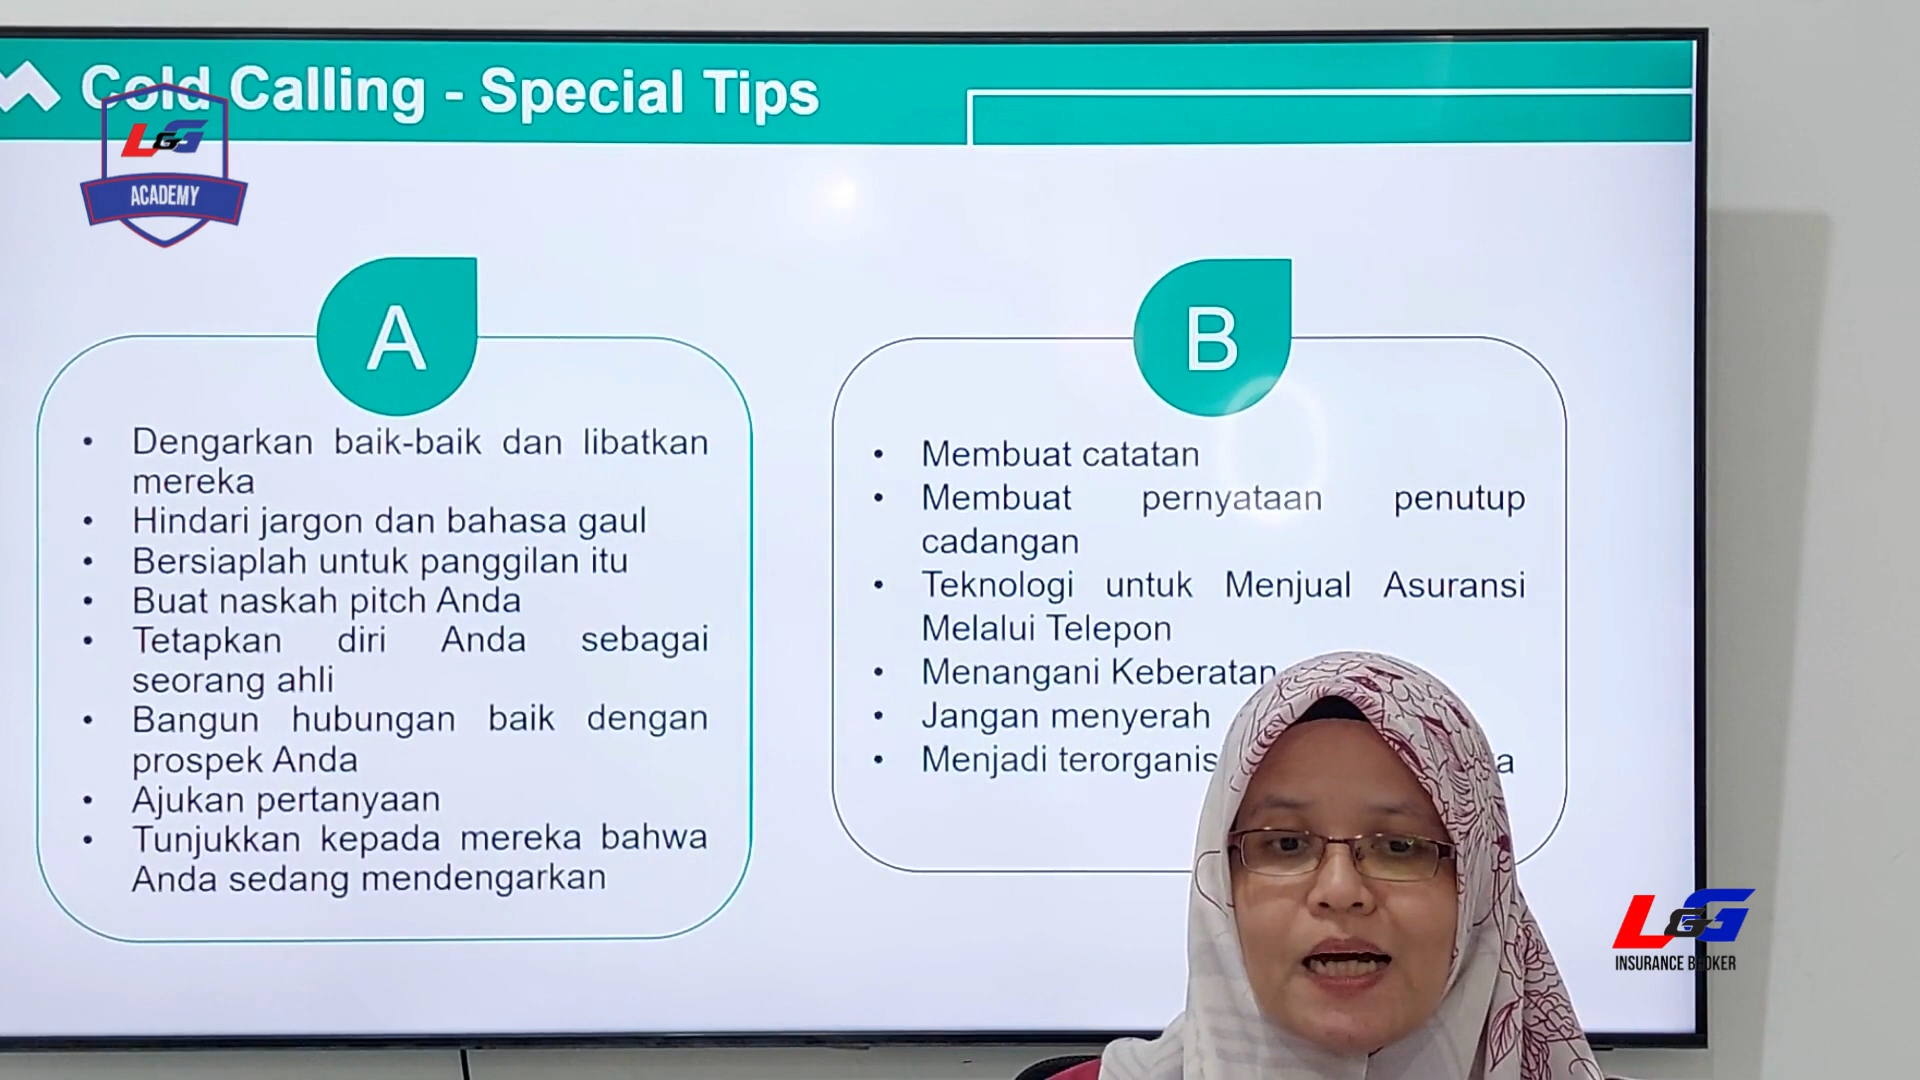 Cold Calling - Special Tips
L&G
ACADEMY
A
• Dengarkan baik-baik dan libatkan
mereka
• Hindari jargon dan bahasa gaul
• Bersiaplah untuk panggilan itu
• Buat naskah pitch Anda
• Tetapkan diri Anda sebagai
seorang ahli
• Bangun hubungan baik dengan
prospek Anda
• Ajukan pertanyaan
• Tunjukkan kepada mereka bahwa
Anda sedang mendengarkan
B
• Membuat catatan
• Membuat pernyataan penutup
cadangan
• Teknologi untuk Menjual Asuransi
Melalui Telepon
• Menangani Keberatan
• Jangan menyerah
• Menjadi
L&G
INSURANCE BROKER